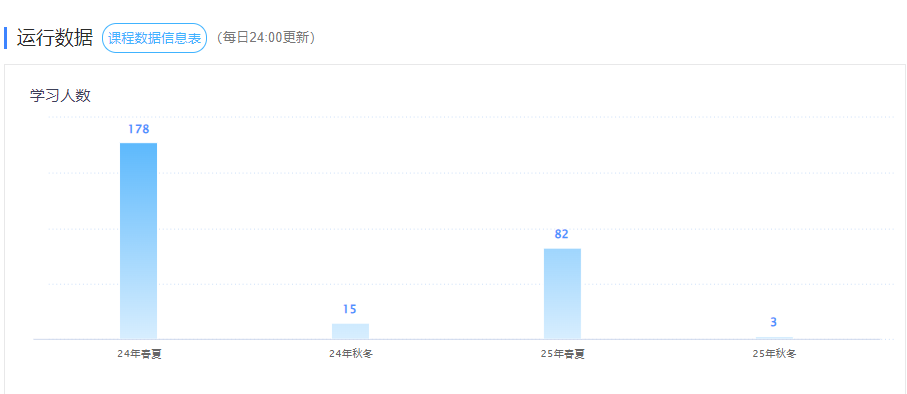 运行数据 课程数据信息表 （每日24:00更新）
学习人数
178
82
15
3
24年春夏 24年秋冬 25年春夏 25年秋冬